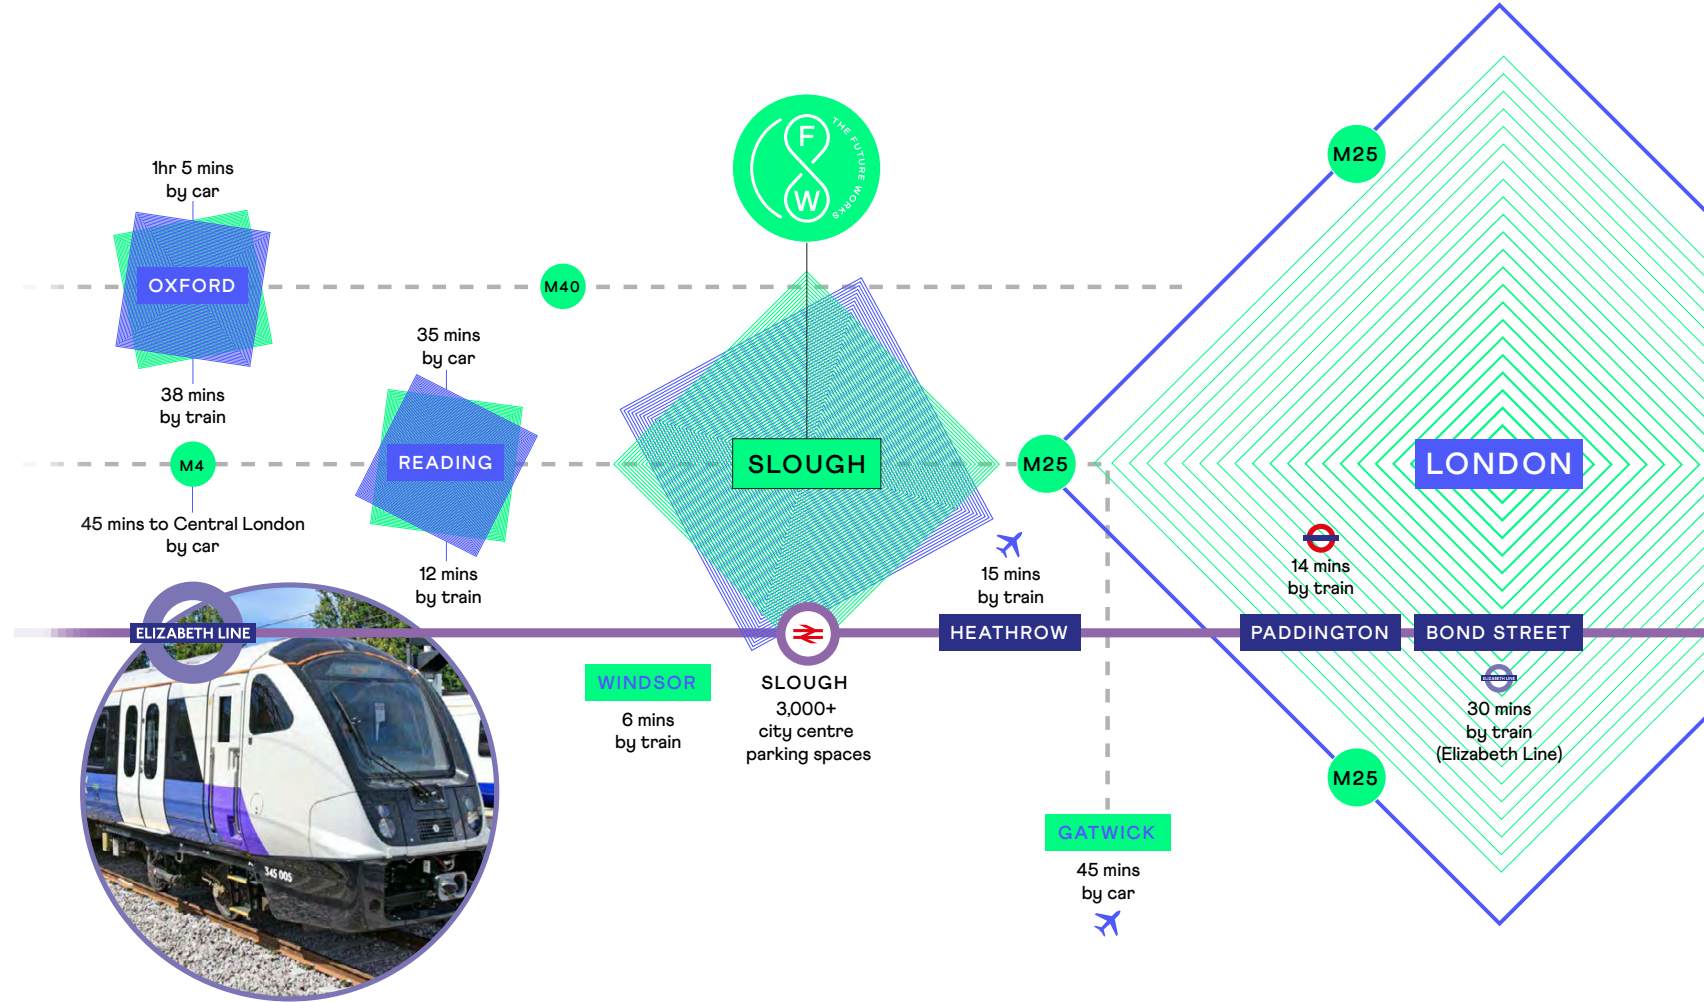 F
W
THE FUTURE WORKS
M25
1hr 5 mins
by car
OXFORD
M40
38 mins
by train
35 mins
by car
M4
READING
SLOUGH
M25
LONDON
45 mins to Central London
by car
12 mins
by train
15 mins
by train
14 mins
by train
ELIZABETH LINE
HEATHROW
PADDINGTON
BOND STREET
WINDSOR
6 mins
by train
SLOUGH
3,000+
city centre
parking spaces
ELIZABETH LINE
30 mins
by train
(Elizabeth Line)
M25
GATWICK
45 mins
by car
345 005